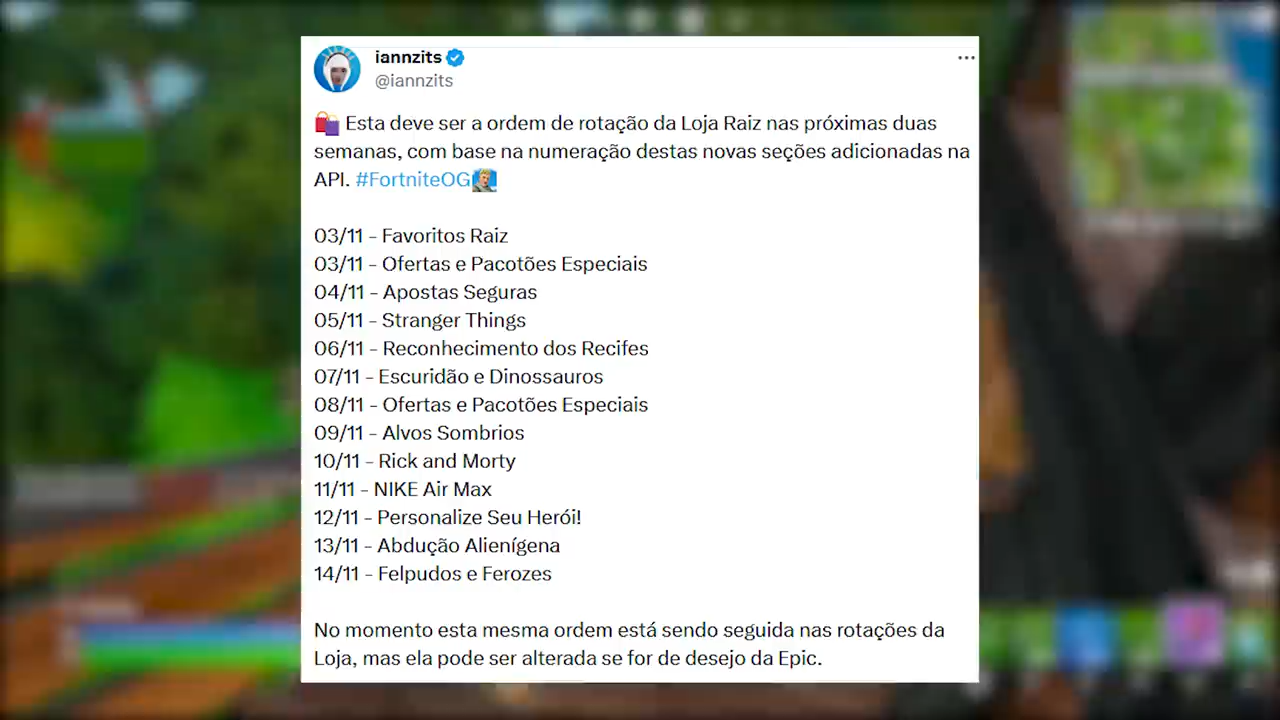 iannzits
@iannzits
Esta deve ser a ordem de rotação da Loja Raiz nas próximas duas
semanas, com base na numeração destas novas seções adicionadas na
API. #FortniteOG
03/11 - Favoritos Raiz
03/11 - Ofertas e Pacotões Especiais
04/11 - Apostas Seguras
05/11 - Stranger Things
06/11 - Reconhecimento dos Recifes
07/11 - Escuridão e Dinossauros
08/11 - Ofertas e Pacotões Especiais
09/11 - Alvos Sombrios
10/11 - Rick and Morty
11/11 - NIKE Air Max
12/11 - Personalize Seu Herói!
13/11 - Abdução Alienígena
14/11 - Felpudos e Ferozes
No momento esta mesma ordem está sendo seguida nas rotações da
Loja, mas ela pode ser alterada se for de desejo da Epic.